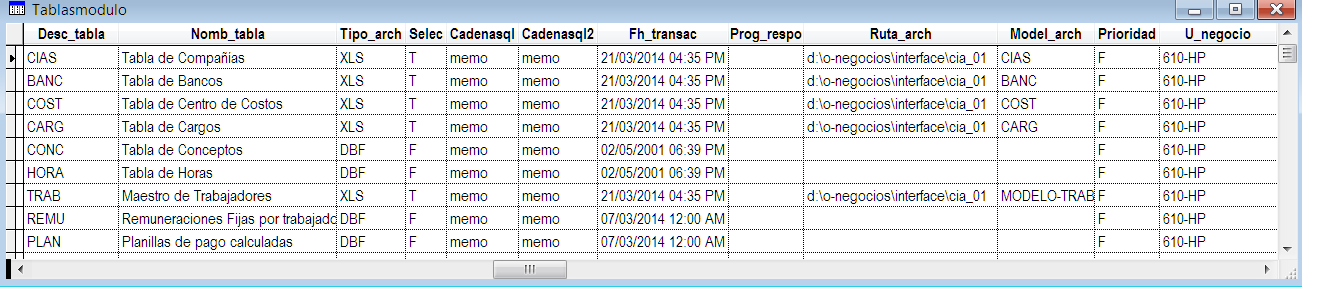 Tablasmodulo
Desc_tabla Nomb_tabla Tipo_arch Selec Cadenasql Cadenasql2 Fh_transac Prog_respo Ruta_arch Model_arch Prioridad U_negocio
CIAS Tabla de Compañías XLS T memo memo 21/03/2014 04:35 PM d:\o-negocios\interface\cia_01 CIAS F 610-HP
BANC Tabla de Bancos XLS T memo memo 21/03/2014 04:35 PM d:\o-negocios\interface\cia_01 BANC F 610-HP
COST Tabla de Centro de Costos XLS T memo memo 21/03/2014 04:35 PM d:\o-negocios\interface\cia_01 COST F 610-HP
CARG Tabla de Cargos XLS T memo memo 21/03/2014 04:35 PM d:\o-negocios\interface\cia_01 CARG F 610-HP
CONC Tabla de Conceptos DBF F memo memo 02/05/2001 06:39 PM F 610-HP
HORA Tabla de Horas DBF F memo memo 02/05/2001 06:39 PM F 610-HP
TRAB Maestro de Trabajadores XLS T memo memo 21/03/2014 04:35 PM d:\o-negocios\interface\cia_01 MODELO-TRAB F 610-HP
REMU Remuneraciones Fijas por trabajado DBF F memo memo 07/03/2014 12:00 AM F 610-HP
PLAN Planillas de pago calculadas DBF F memo memo 07/03/2014 12:00 AM F 610-HP